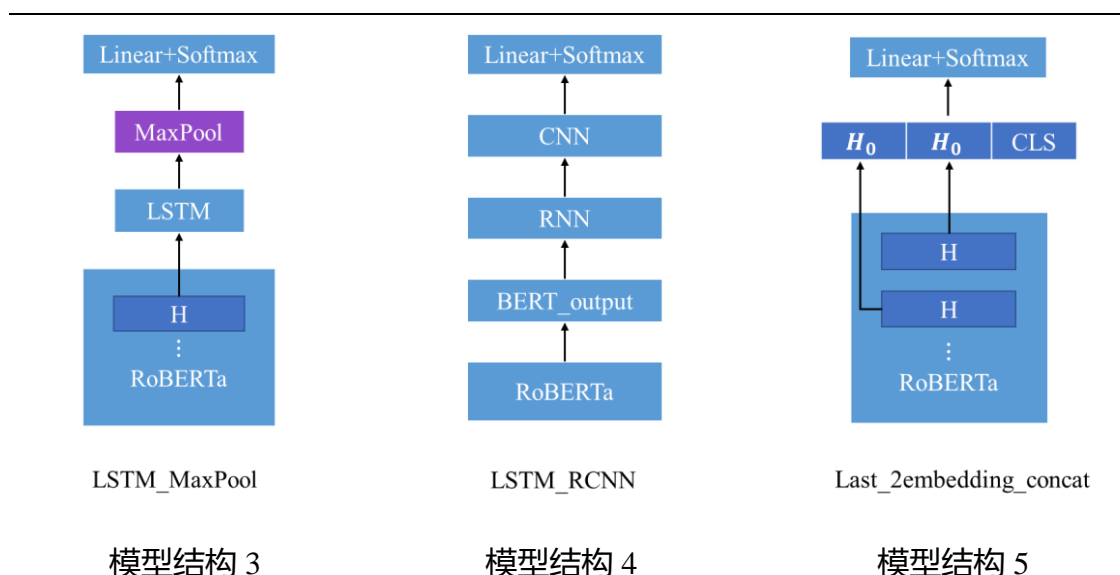 Linear+Softmax
MaxPool
LSTM
H
⋮
RoBERTa
LSTM_MaxPool
模型结构 3
Linear+Softmax
CNN
RNN
BERT_output
RoBERTa
LSTM_RCNN
模型结构 4
Linear+Softmax
H₀ H₀ CLS
H
H
⋮
RoBERTa
Last_2embedding_concat
模型结构 5